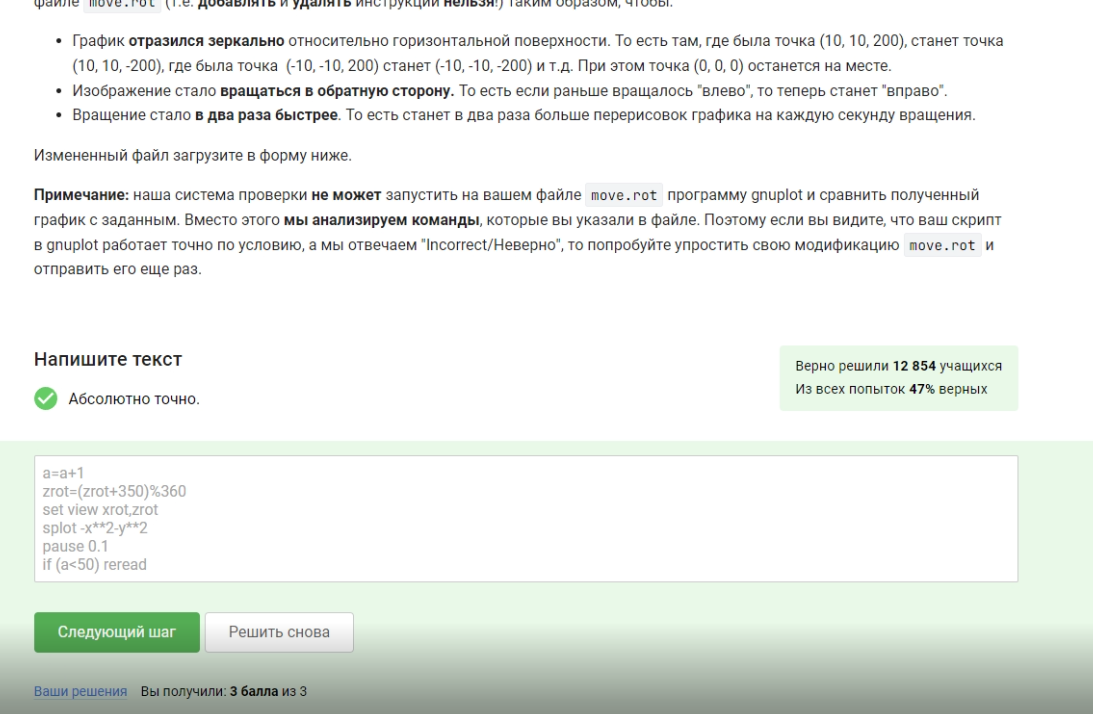 файле move.rot (т.е. добавлять и удалять инструкции нельзя!) таким образом, чтобы:
График отразился зеркально относительно горизонтальной поверхности. То есть там, где была точка (10, 10, 200), станет точка
(10, 10, -200), где была точка (-10, -10, 200) станет (-10, -10, -200) и т.д. При этом точка (0, 0, 0) останется на месте.
Изображение стало вращаться в обратную сторону. То есть если раньше вращалось "влево", то теперь станет "вправо".
Вращение стало в два раза быстрее. То есть станет в два раза больше перерисовок графика на каждую секунду вращения.
Измененный файл загрузите в форму ниже.
Примечание: наша система проверки не может запустить на вашем файле move.rot программу gnuplot и сравнить полученный
график с заданным. Вместо этого мы анализируем команды, которые вы указали в файле. Поэтому если вы видите, что ваш скрипт
в gnuplot работает точно по условию, а мы отвечаем "Incorrect/Неверно", то попробуйте упростить свою модификацию move.rot и
отправить его еще раз.
Напишите текст
Верно решили 12 854 учащихся
Из всех попыток 47% верных
Абсолютно точно.
a=a+1
zrot=(zrot+350)%360
set view xrot,zrot
splot -x**2-y**2
pause 0.1
if (a<50) reread
Следующий шаг Решить снова
Ваши решения Вы получили: 3 балла из 3